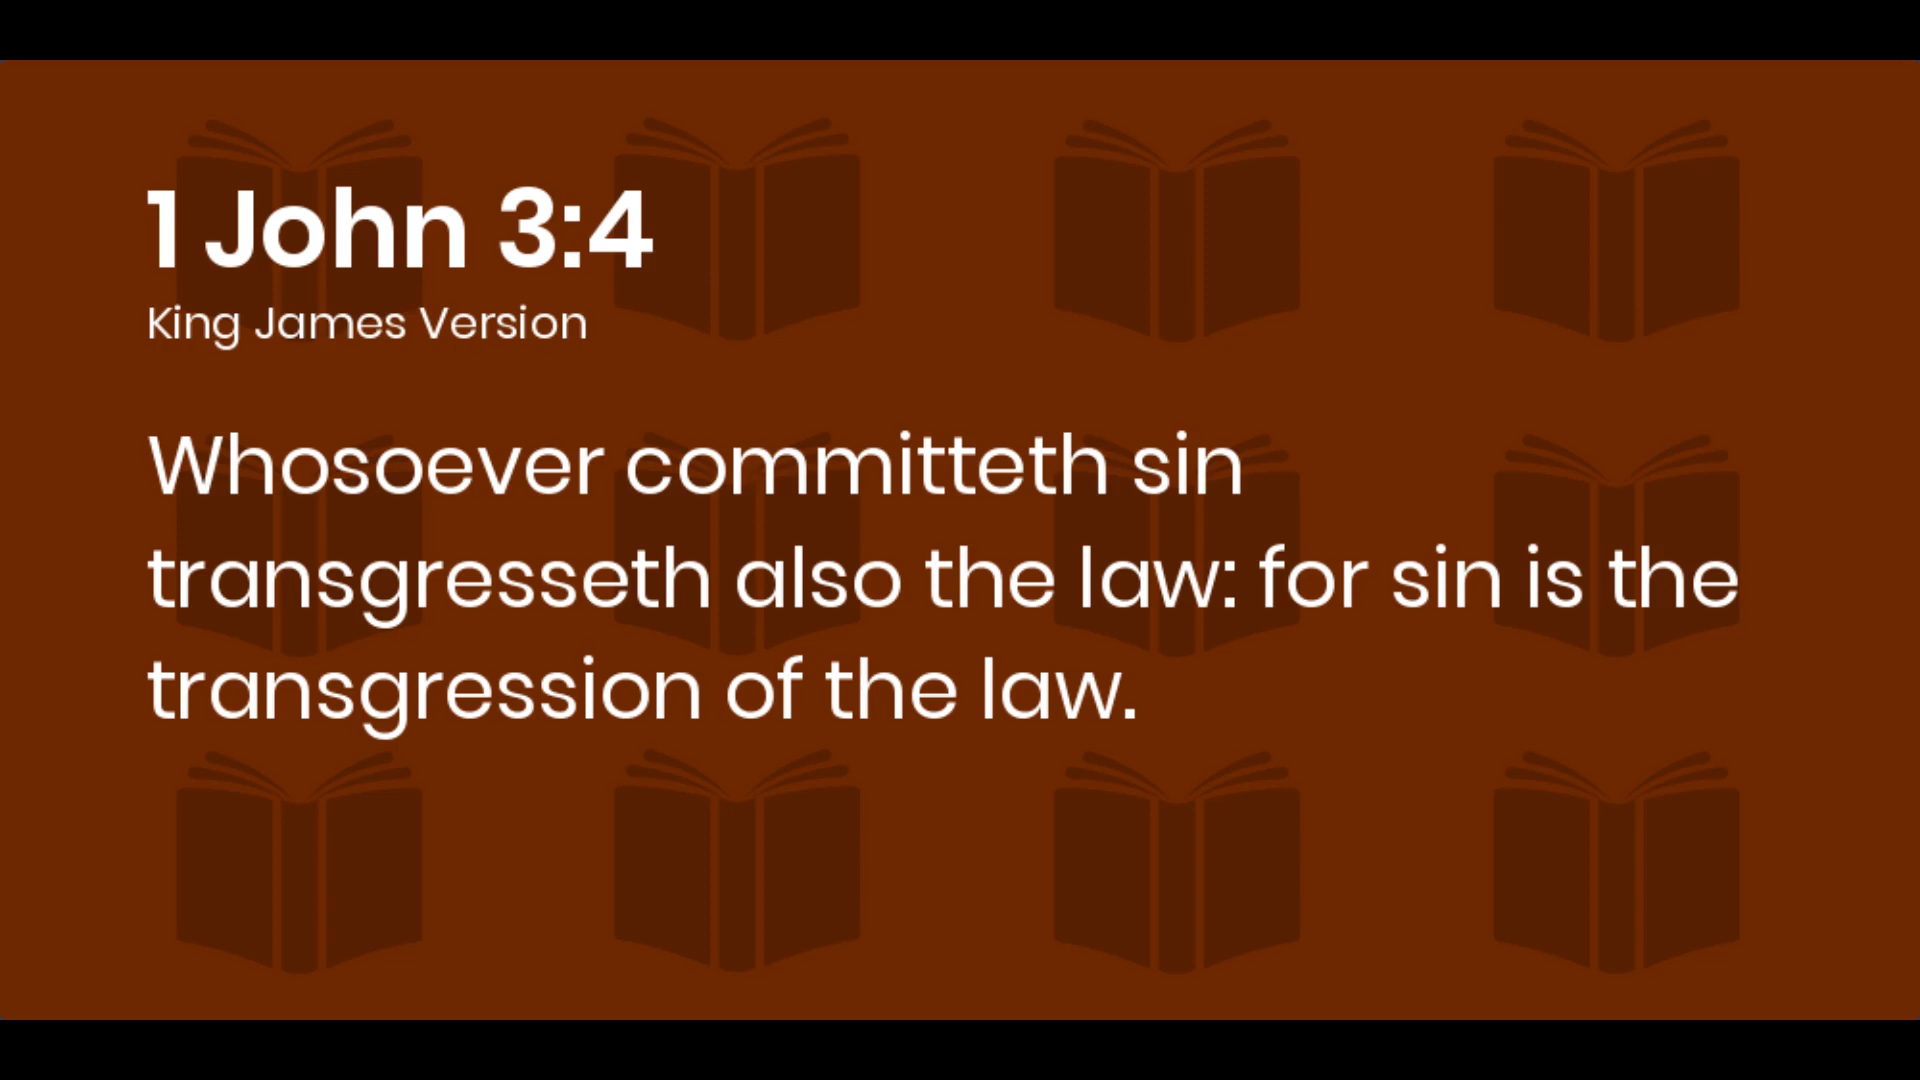 1 John 3:4
King James Version
Whosoever committeth sin
transgresseth also the law: for sin is the
transgression of the law.